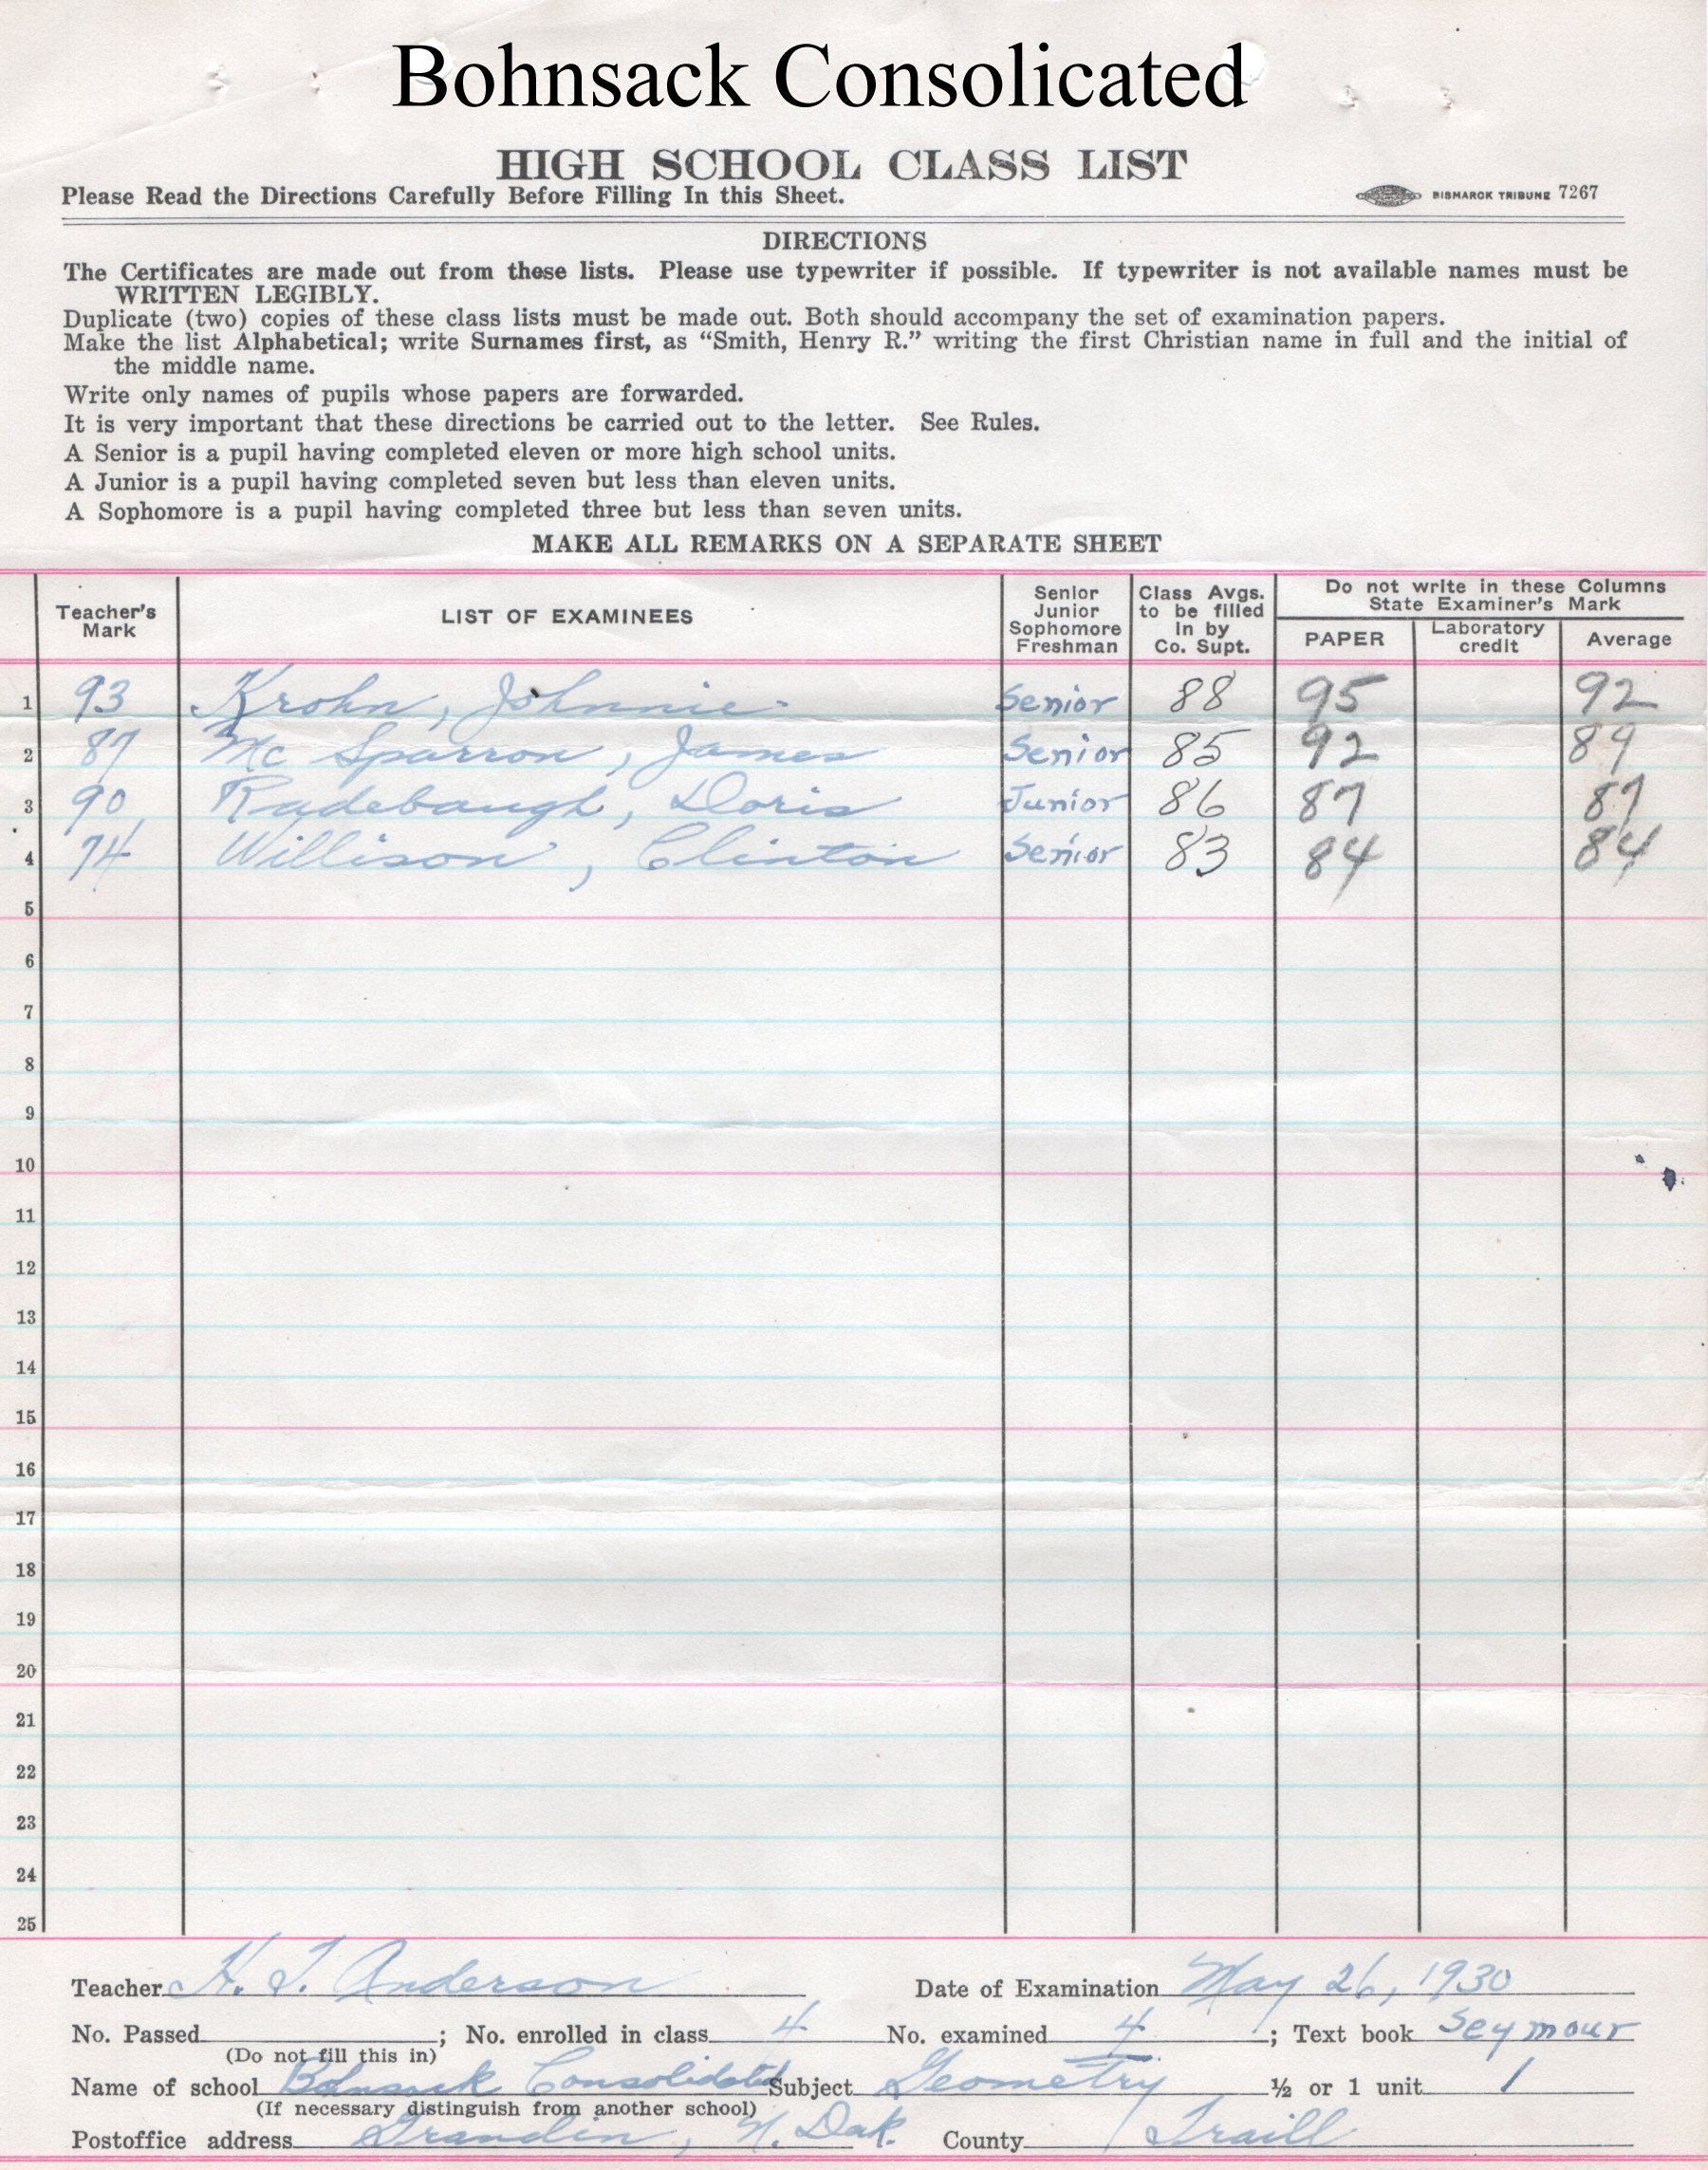 Bohnsack Consolicated
HIGH SCHOOL CLASS LIST
Please Read the Directions Carefully Before Filling In this Sheet. BISMARCK TRIBUNE 7267
DIRECTIONS
The Certificates are made out from these lists. Please use typewriter if possible. If typewriter is not available names must be
WRITTEN LEGIBLY.
Duplicate (two) copies of these class lists must be made out. Both should accompany the set of examination papers.
Make the list Alphabetical; write Surnames first, as “Smith, Henry R.” writing the first Christian name in full and the initial of
the middle name.
Write only names of pupils whose papers are forwarded.
It is very important that these directions be carried out to the letter. See Rules.
A Senior is a pupil having completed eleven or more high school units.
A Junior is a pupil having completed seven but less than eleven units.
A Sophomore is a pupil having completed three but less than seven units.
MAKE ALL REMARKS ON A SEPARATE SHEET
Teacher's
Mark
LIST OF EXAMINEES
Senior
Junior
Sophomore
Freshman
Class Avgs.
to be filled
in by
Co. Supt.
Do not write in these Columns
State Examiner's Mark
PAPER
Laboratory
credit
Average
1 93 Krohn, Johnnie Senior 88 95 92
2 87 Mc Sparron, James Senior 85 92 89
3 90 Radebaugh, Doris Junior 86 87 87
4 74 Willison, Clinton Senior 83 84 84
5
6
7
8
9
10
11
12
13
14
15
16
17
18
19
20
21
22
23
24
25
Teacher H. T. Anderson Date of Examination May 26, 1930
No. Passed ; No. enrolled in class 4 No. examined 4 ; Text book Seymour
(Do not fill this in)
Name of school Bohnsack Consolidated Subject Geometry ½ or 1 unit 1
(If necessary distinguish from another school)
Postoffice address Grandin, N. Dak. County Traill